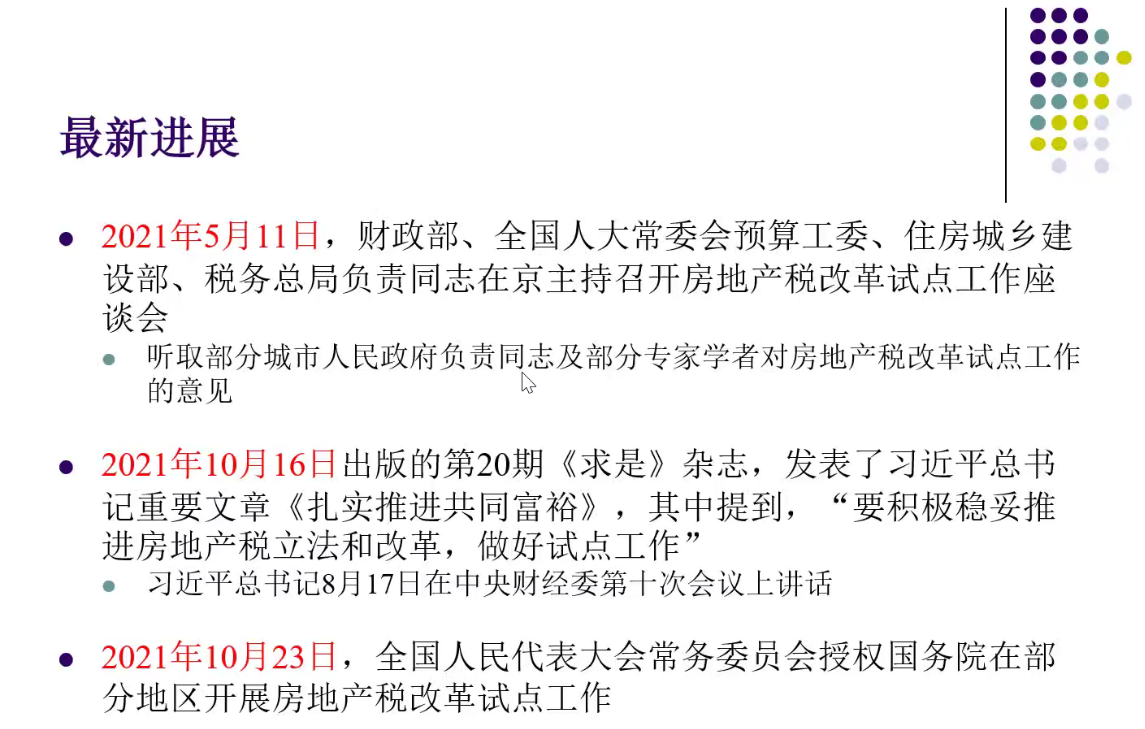 最新进展
2021年5月11日，财政部、全国人大常委会预算工委、住房城乡建
设部、税务总局负责同志在京主持召开房地产税改革试点工作座
谈会
听取部分城市人民政府负责同志及部分专家学者对房地产税改革试点工作
的意见
2021年10月16日出版的第20期《求是》杂志，发表了习近平总书
记重要文章《扎实推进共同富裕》，其中提到，“要积极稳妥推
进房地产税立法和改革，做好试点工作”
习近平总书记8月17日在中央财经委第十次会议上讲话
2021年10月23日，全国人民代表大会常务委员会授权国务院在部
分地区开展房地产税改革试点工作